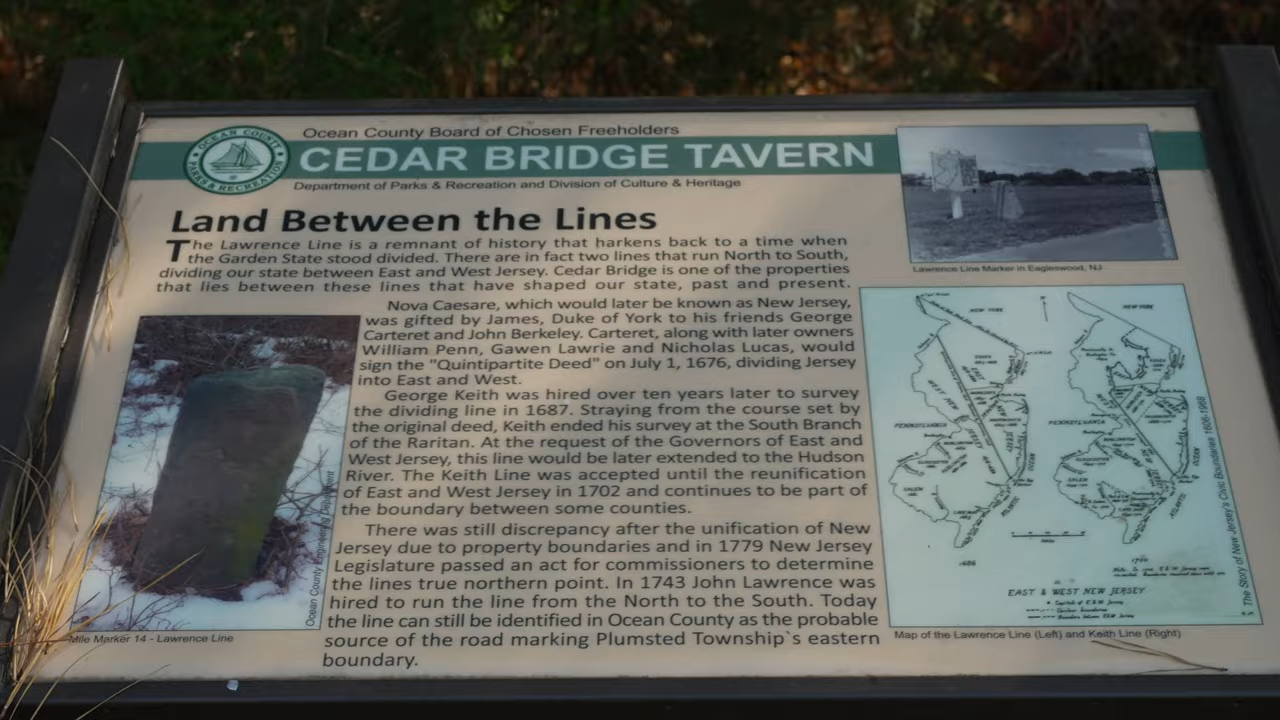 Ocean County Board of Chosen Freeholders
CEDAR BRIDGE TAVERN
Department of Parks & Recreation and Division of Culture & Heritage
OCEAN COUNTY
PARKS & RECREATION
Land Between the Lines
The Lawrence Line is a remnant of history that harkens back to a time when
the Garden State stood divided. There are in fact two lines that run North to South,
dividing our state between East and West Jersey. Cedar Bridge is one of the properties
that lies between these lines that have shaped our state, past and present.
Nova Caesare, which would later be known as New Jersey,
was gifted by James, Duke of York to his friends George
Carteret and John Berkeley. Carteret, along with later owners
William Penn, Gawen Lawrie and Nicholas Lucas, would
sign the "Quintipartite Deed" on July 1, 1676, dividing Jersey
into East and West.
George Keith was hired over ten years later to survey
the dividing line in 1687. Straying from the course set by
the original deed, Keith ended his survey at the South Branch
of the Raritan. At the request of the Governors of East and
West Jersey, this line would be later extended to the Hudson
River. The Keith Line was accepted until the reunification
of East and West Jersey in 1702 and continues to be part of
the boundary between some counties.
There was still discrepancy after the unification of New
Jersey due to property boundaries and in 1779 New Jersey
Legislature passed an act for commissioners to determine
the lines true northern point. In 1743 John Lawrence was
hired to run the line from the North to the South. Today
the line can still be identified in Ocean County as the probable
source of the road marking Plumsted Township`s eastern
boundary.
Ocean County Engineering Department
Mile Marker 14 - Lawrence Line
Lawrence Line Marker in Eagleswood, NJ
NEW YORK
NEW YORK
PENNSYLVANIA
PENNSYLVANIA
WEST NEW JERSEY
OCEAN
OCEAN
ATLANTIC
ATLANTIC
1686
EAST & WEST NEW JERSEY
Capitals of E.& W. Jersey
The Story of New Jersey's Civic Boundaries 1606-1968
Map of the Lawrence Line (Left) and Keith Line (Right)